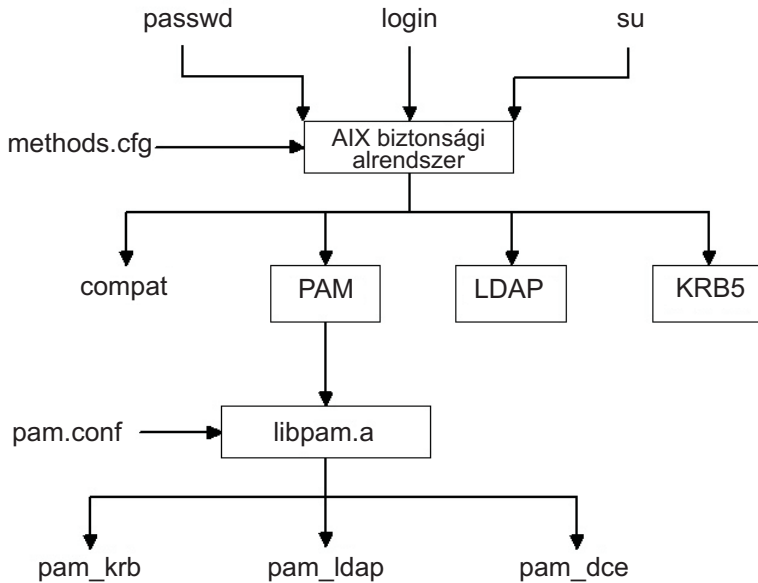 passwd
login
su
methods.cfg
AIX biztonsági
alrendszer
compat
PAM
LDAP
KRB5
pam.conf
libpam.a
pam_krb
pam_ldap
pam_dce